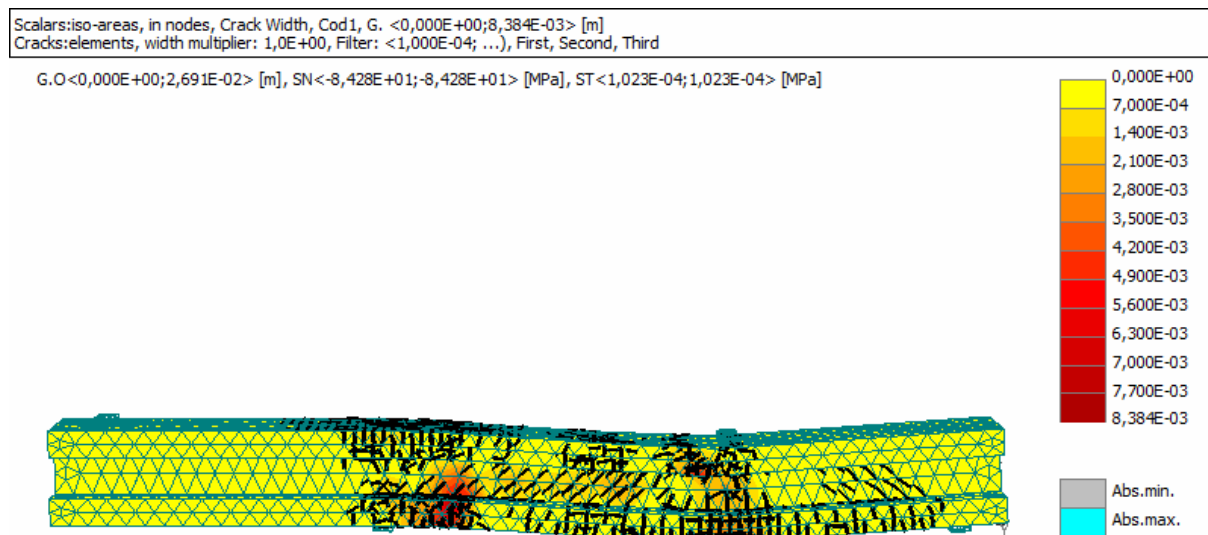 Scalars:iso-areas, in nodes, Crack Width, Cod1, G. <0,000E+00;8,384E-03> [m]
Cracks:elements, width multiplier: 1,0E+00, Filter: <1,000E-04; ...), First, Second, Third
G.O<0,000E+00;2,691E-02> [m], SN<-8,428E+01;-8,428E+01> [MPa], ST<1,023E-04;1,023E-04> [MPa]
0,000E+00
7,000E-04
1,400E-03
2,100E-03
2,800E-03
3,500E-03
4,200E-03
4,900E-03
5,600E-03
6,300E-03
7,000E-03
7,700E-03
8,384E-03
Abs.min.
Abs.max.